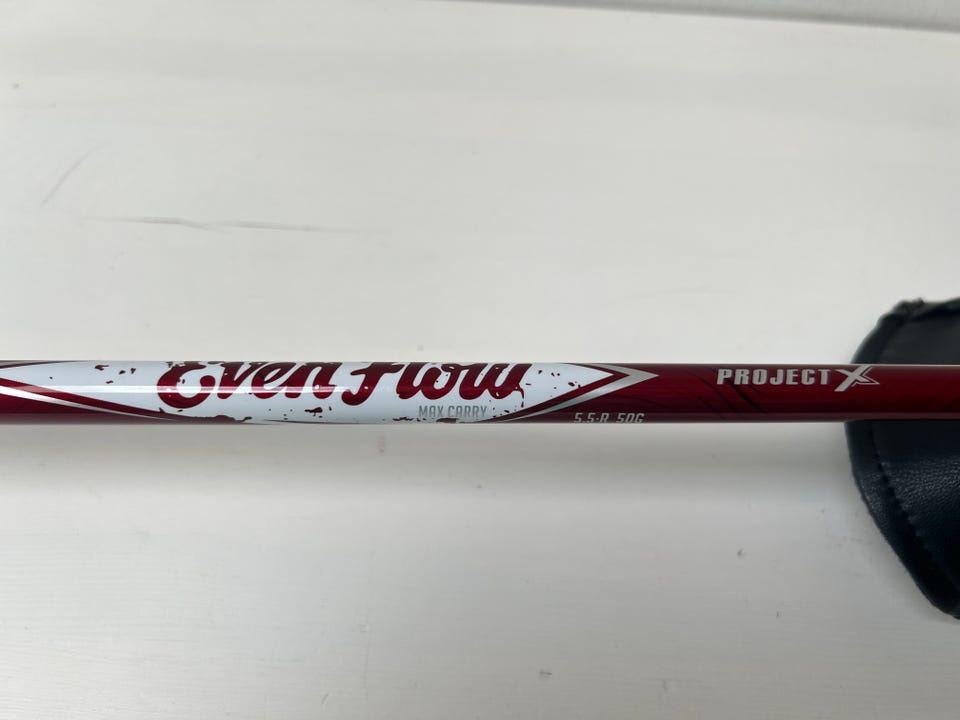 Even Flow
MAX CARRY
5.5-R 50G
PROJECT X